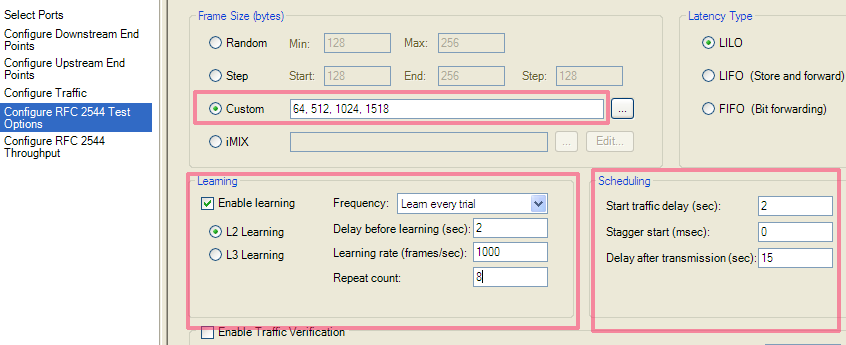 Select Ports
Configure Downstream End
Points
Configure Upstream End
Points
Configure Traffic
Configure RFC 2544 Test
Options
Configure RFC 2544
Throughput
Frame Size (bytes)
Random Min: 128 Max: 256
Step Start: 128 End: 256 Step: 128
Custom 64, 512, 1024, 1518 ...
iMIX ... Edit...
Latency Type
LILO
LIFO (Store and forward)
FIFO (Bit forwarding)
Learning
Enable learning Frequency: Learn every trial
L2 Learning Delay before learning (sec): 2
L3 Learning Learning rate (frames/sec): 1000
Repeat count: 8
Scheduling
Start traffic delay (sec): 2
Stagger start (msec): 0
Delay after transmission (sec): 15
Enable Traffic Verification